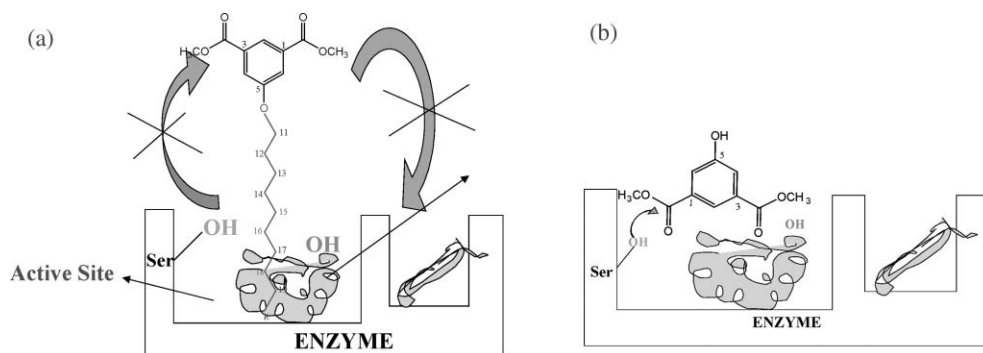 (a)
O
O
H₃CO
3
1
OCH₃
5
O
11
12
13
14
15
16
17
OH
OH
Ser
Active Site
ENZYME
(b)
OH
5
H₃CO
1
3
OCH₃
O
O
OH
OH
Ser
ENZYME